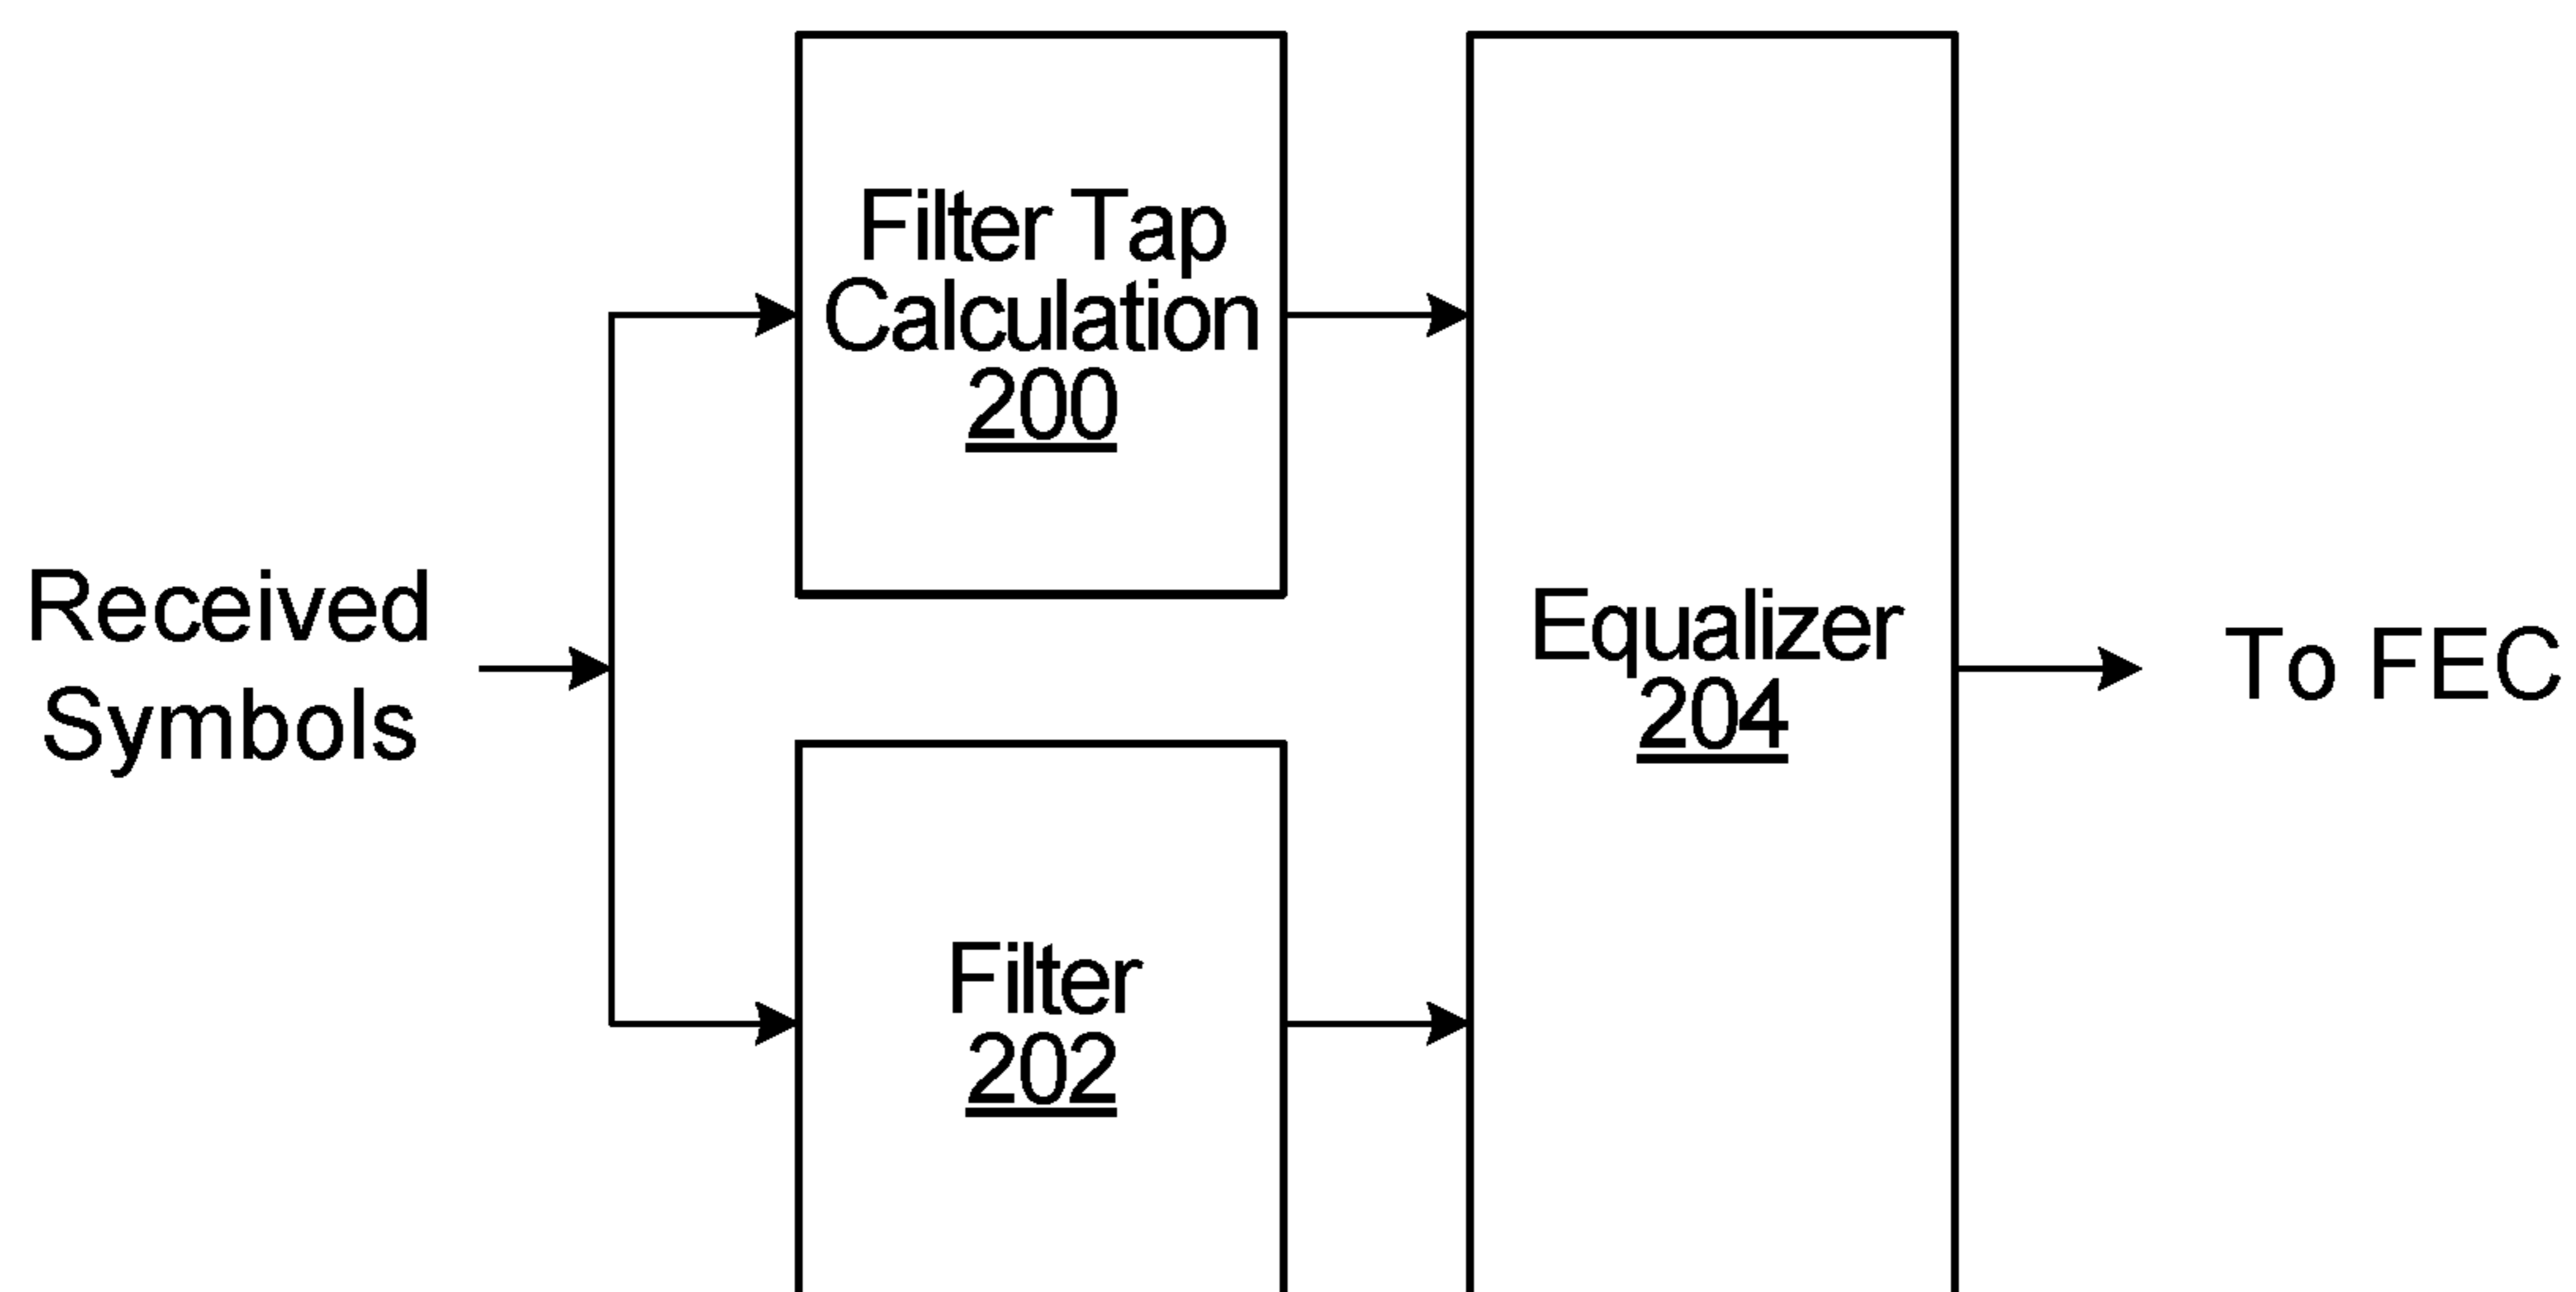 Received
Symbols
Filter Tap
Calculation
200
Filter
202
Equalizer
204
To FEC